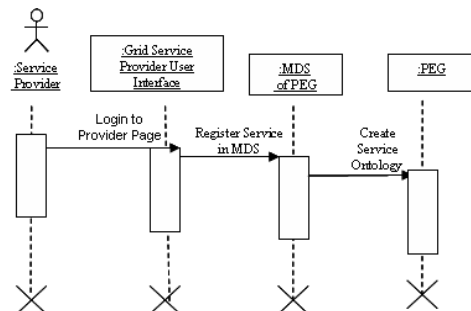 :Service
Provider
:Grid Service
Provider User
Interface
:MDS
of PEG
:PEG
Login to
Provider Page
Register Service
in MDS
Create
Service
Ontology